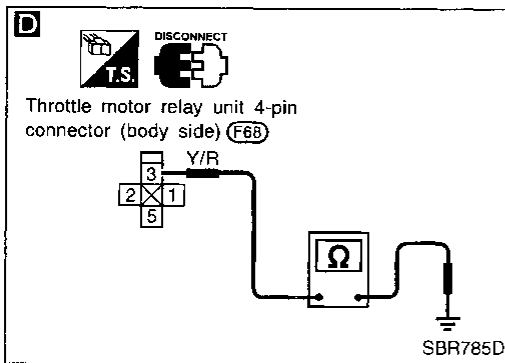 D
DISCONNECT
T.S.
Throttle motor relay unit 4-pin
connector (body side) F68
Y/R
3
2 1
5
Ω
SBR785D